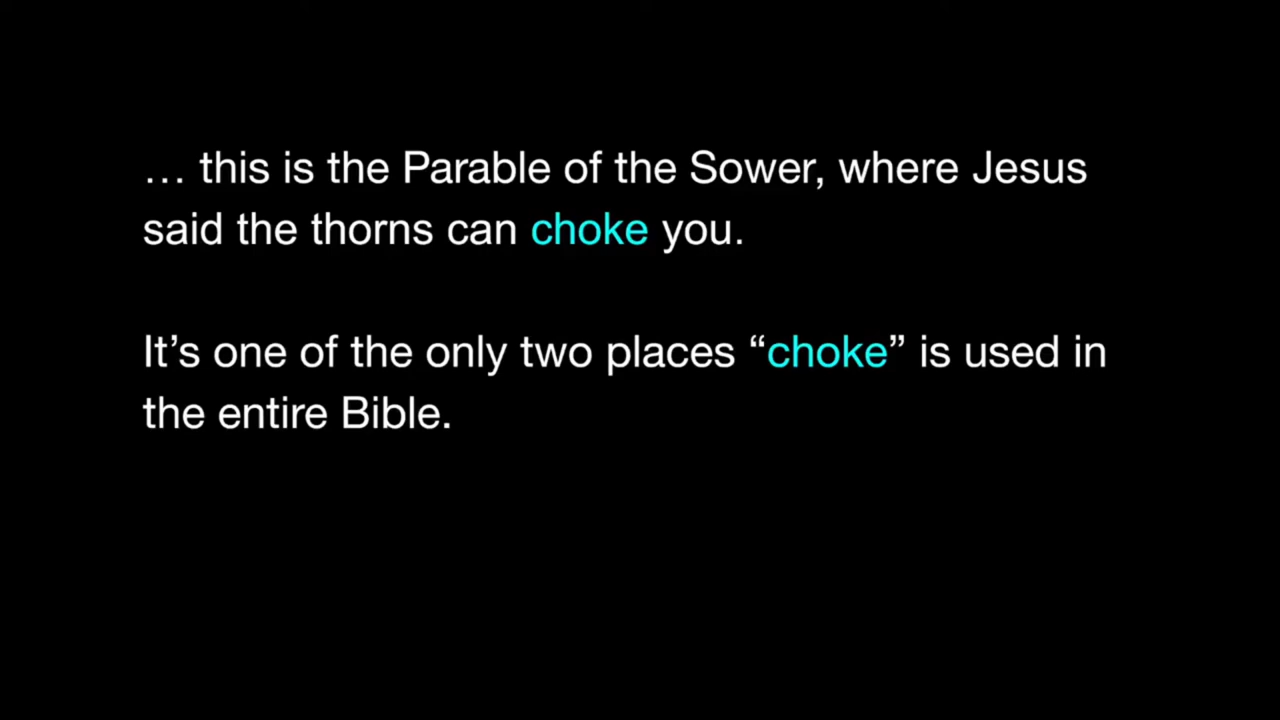 … this is the Parable of the Sower, where Jesus
said the thorns can choke you.
It’s one of the only two places “choke” is used in
the entire Bible.